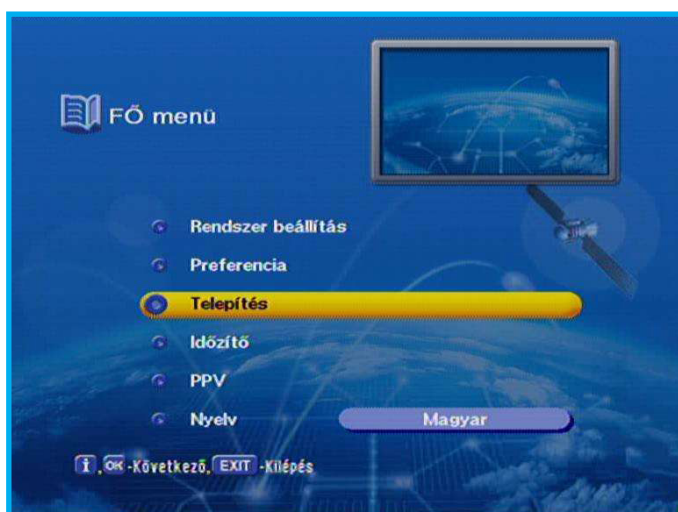 FŐ menü
Rendszer beállítás
Preferencia
Telepítés
Időzítő
PPV
Nyelv Magyar
i, OK -Következő, EXIT -Kilépés